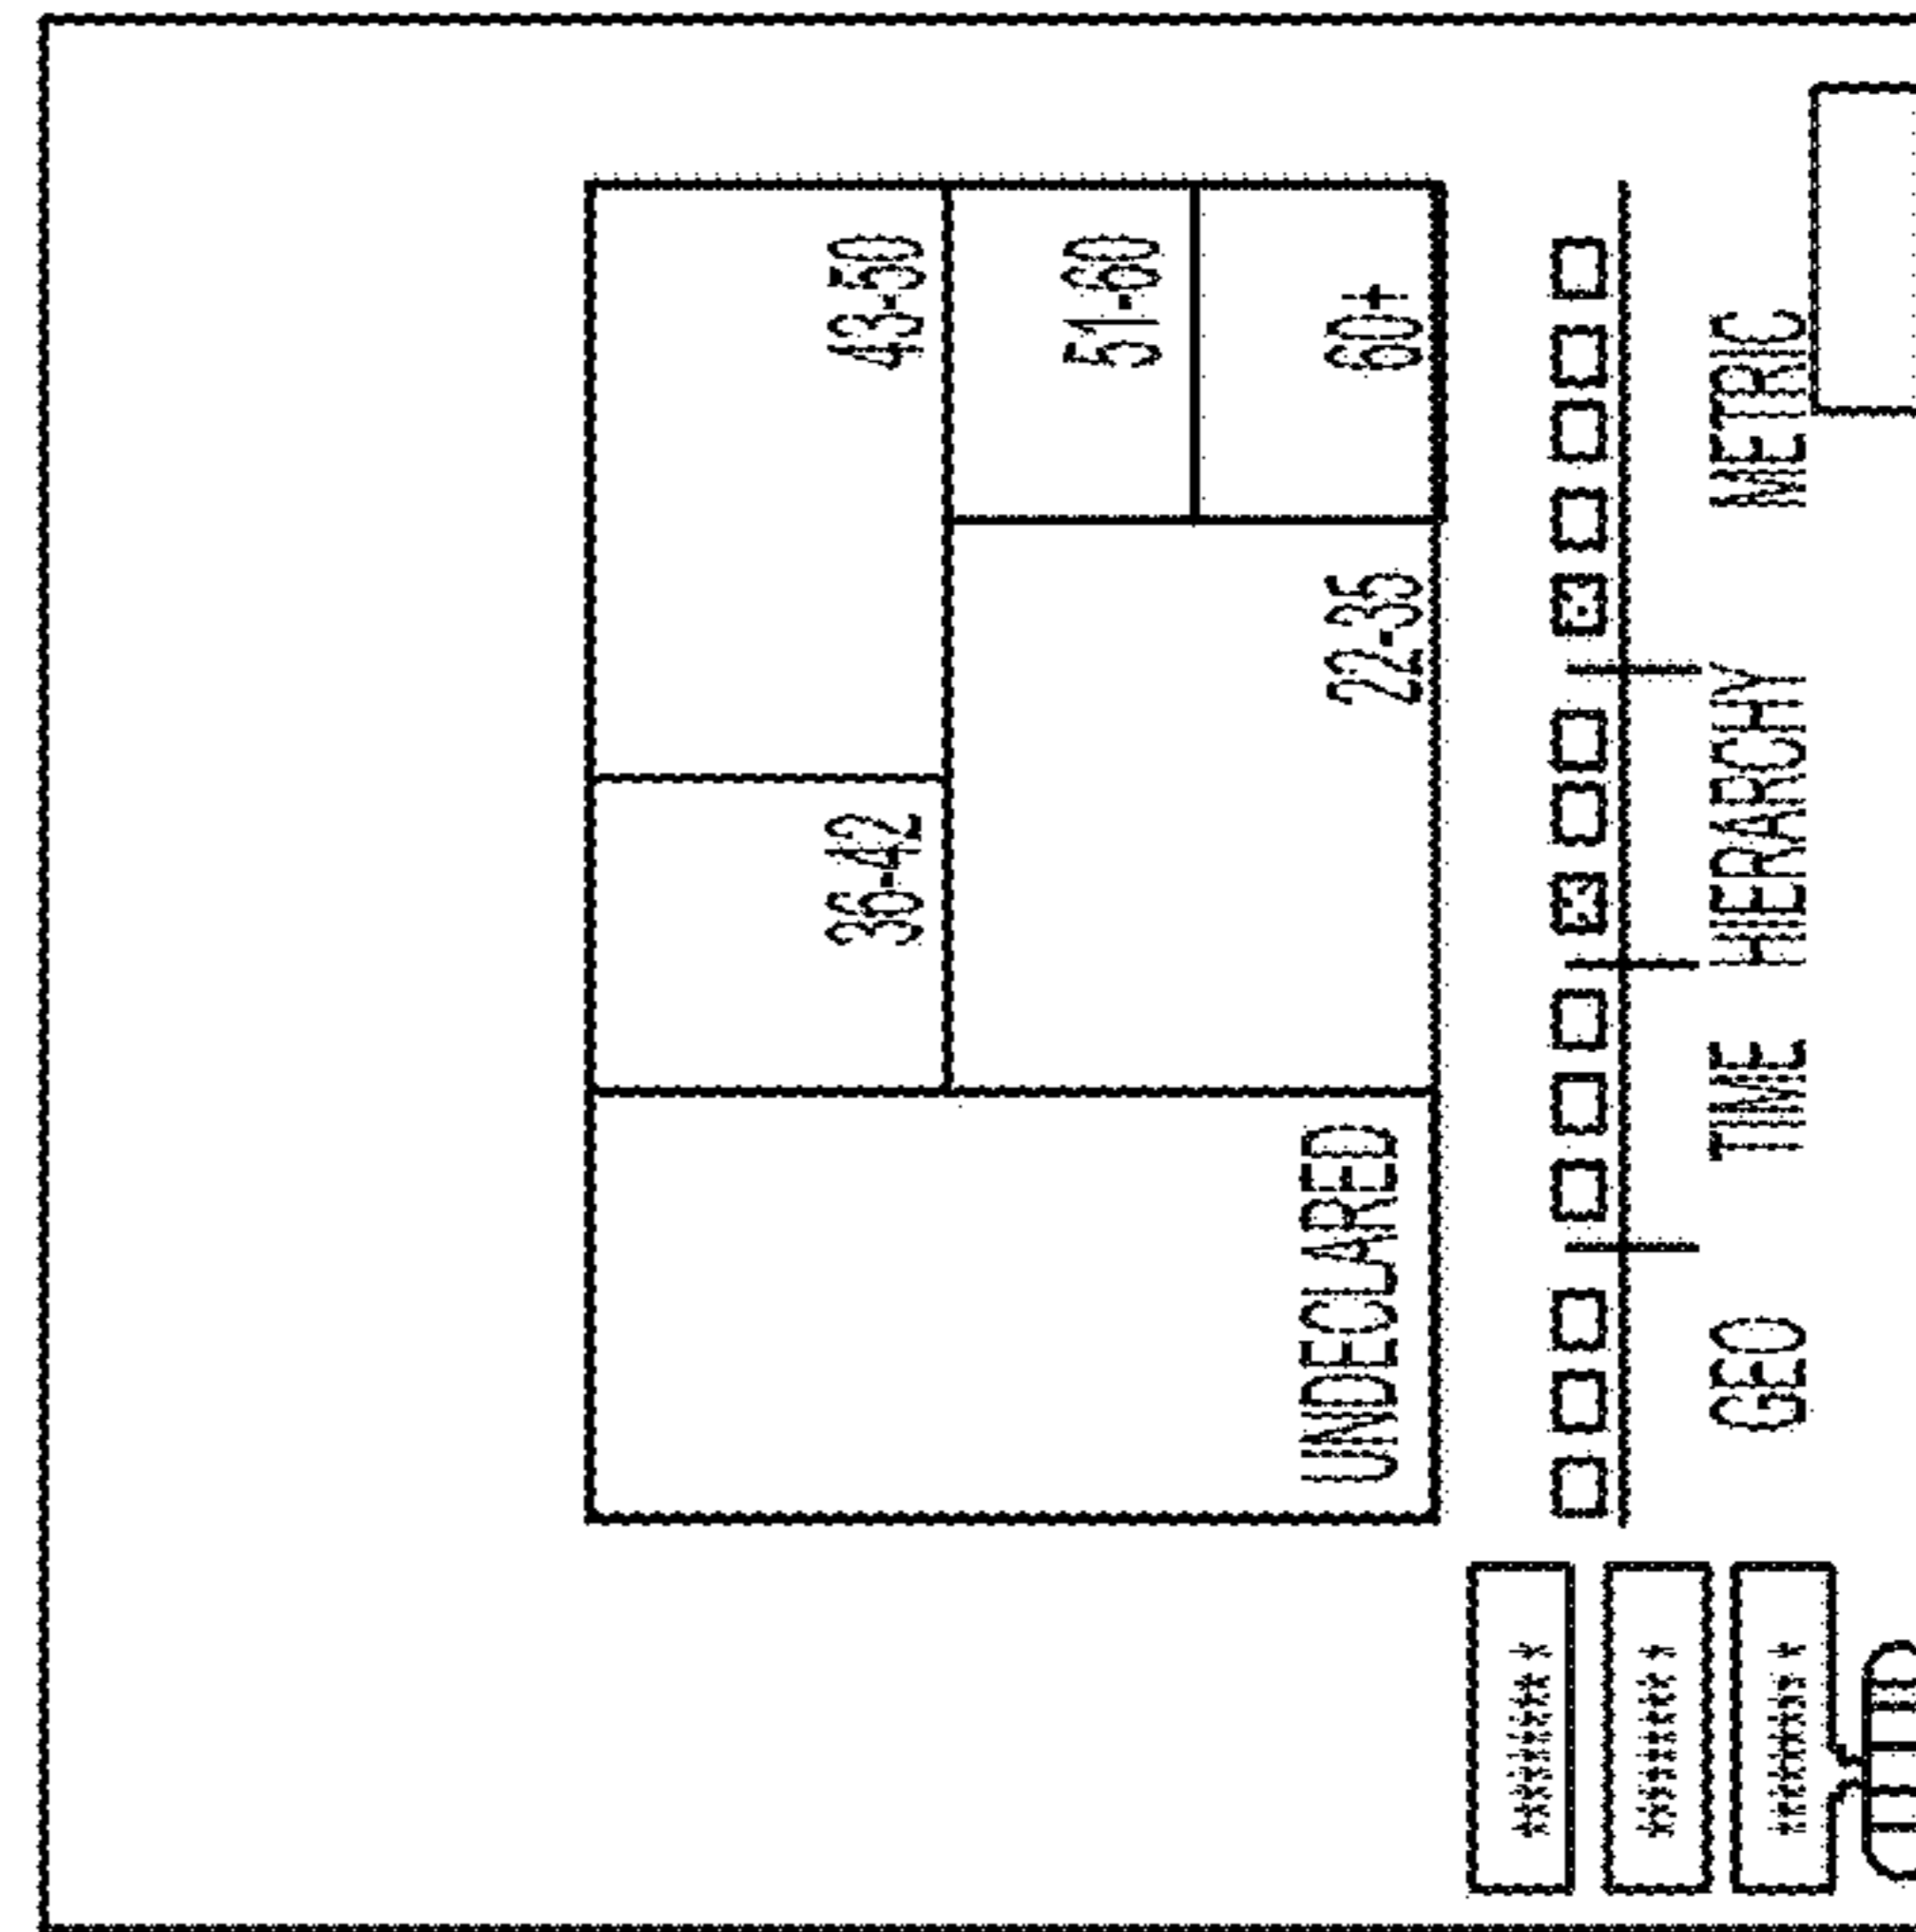 36-42
43-50
51-60
UNDECLARED
22-35
60+
GEO
TIME
HIERARCHY
METRIC